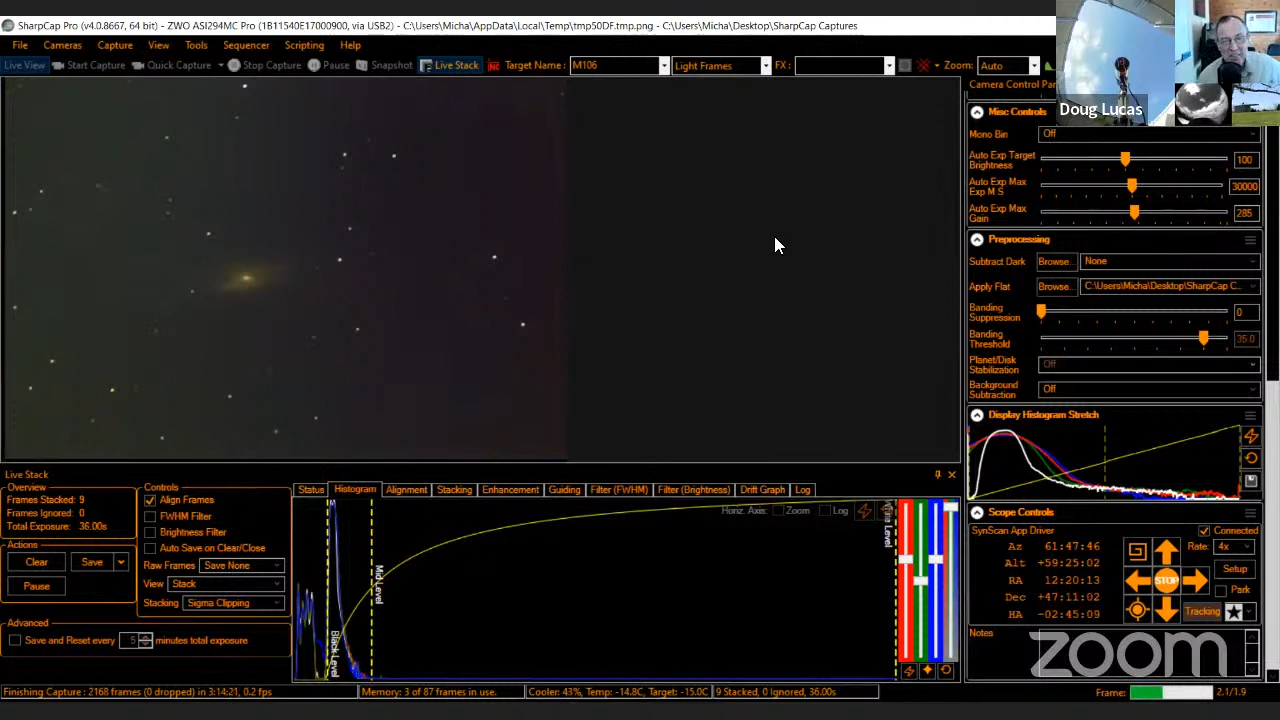 SharpCap Pro (v4.0.8667, 64 bit) - ZWO ASI294MC Pro (1B11540E17000900, via USB2) - C:\Users\Micha\AppData\Local\Temp\tmp50DF.tmp.png - C:\Users\Micha\Desktop\SharpCap Captures
File Cameras Capture View Tools Sequencer Scripting Help
Live View Start Capture Quick Capture Stop Capture Pause Snapshot Live Stack Target Name : M106 Light Frames FX : Zoom: Auto
Doug Lucas
Camera Control Par
Misc Controls
Mono Bin Off
Auto Exp Target Brightness 100
Auto Exp Max Exp M S 30000
Auto Exp Max Gain 285
Preprocessing
Subtract Dark Browse... None
Apply Flat Browse... C:\Users\Micha\Desktop\SharpCap C...
Banding Suppression 0
Banding Threshold 35.0
Planet/Disk Stabilization Off
Background Subtraction Off
Display Histogram Stretch
Scope Controls
SynScan App Driver Connected
Az 61:47:46
Alt +59:25:02
RA 12:20:13
Dec +47:11:02
HA -02:45:09
STOP
Rate: 4x
Setup
Park
Tracking
Notes
Live Stack
Overview
Frames Stacked: 9
Frames Ignored: 0
Total Exposure: 36.00s
Actions
Clear Save
Pause
Controls
Align Frames
FWHM Filter
Brightness Filter
Auto Save on Clear/Close
Raw Frames Save None
View Stack
Stacking Sigma Clipping
Advanced
Save and Reset every 5 minutes total exposure
Status Histogram Alignment Stacking Enhancement Guiding Filter (FWHM) Filter (Brightness) Drift Graph Log
Horiz. Axis: Zoom Log
Black Level
Mid Level
White Level
zoom
Finishing Capture : 2168 frames (0 dropped) in 3:14:21, 0.2 fps Memory: 3 of 87 frames in use. Cooler: 43%, Temp: -14.8C, Target: -15.0C 9 Stacked, 0 Ignored, 36.00s Frame: 2.1/1.9